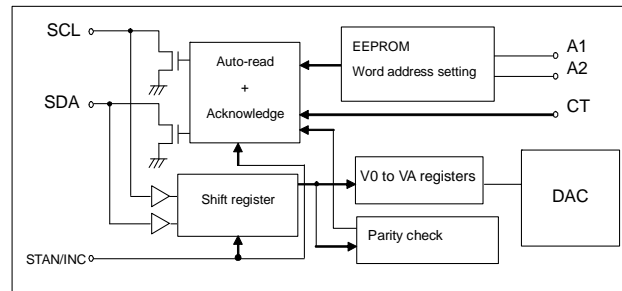 SCL
SDA
STAN/INC
Auto-read
+
Acknowledge
EEPROM
Word address setting
A1
A2
CT
Shift register
V0 to VA registers
Parity check
DAC